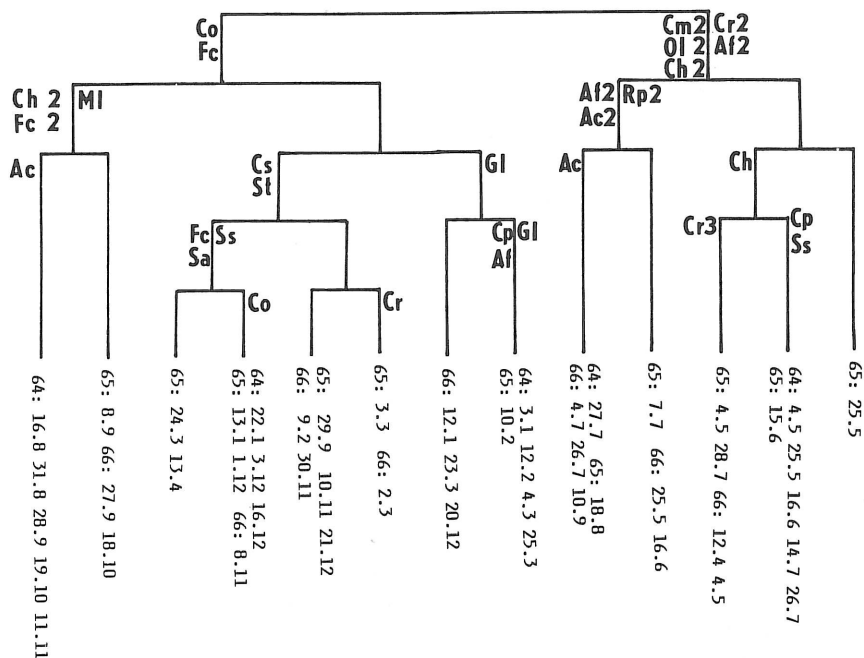 Co
Fc
Cm2 Cr2
Ol 2 Af2
Ch 2
Ch 2 Ml
Fc 2
Af2 Rp2
Ac2
Ac
Cs
St
Gl
Ac
Ch
Fc Ss
Sa
Cp Gl
Af
Cr3
Cp
Ss
Co
Cr
64: 16.8 31.8 28.9 19.10 11.11
65: 8.9 66: 27.9 18.10
65: 24.3 13.4
64: 22.1 3.12 16.12
65: 13.1 1.12 66: 8.11
65: 29.9 10.11 21.12
66: 9.2 30.11
65: 3.3 66: 2.3
66: 12.1 23.3 20.12
64: 3.1 12.2 4.3 25.3
65: 10.2
64: 27.7 65: 18.8
66: 4.7 26.7 10.9
65: 7.7 66: 25.5 16.6
65: 4.5 28.7 66: 12.4 4.5
64: 4.5 25.5 16.6 14.7 26.7
65: 15.6
65: 25.5